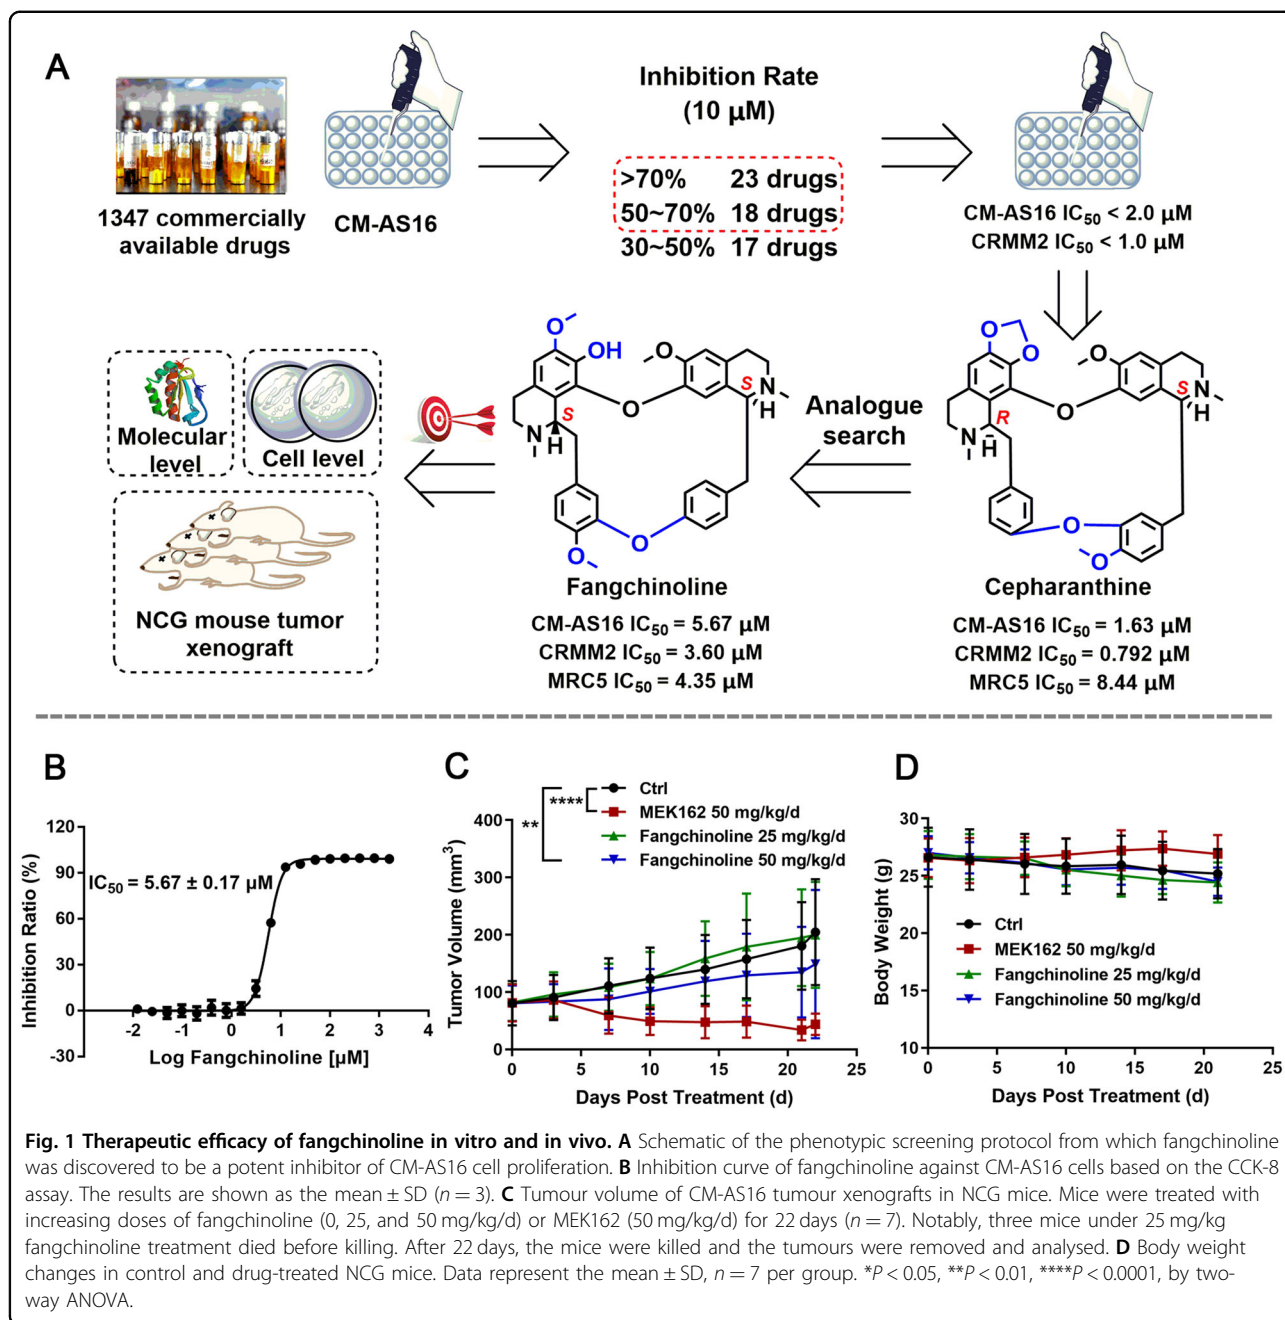 A
1347 commercially
available drugs
CM-AS16
Inhibition Rate
(10 μM)
>70% 23 drugs
50~70% 18 drugs
30~50% 17 drugs
CM-AS16 IC50 < 2.0 μM
CRMM2 IC50 < 1.0 μM
Molecular
level
Cell level
NCG mouse tumor
xenograft
O
OH
S
N
H
O
O
S
N
H
O
O
Fangchinoline
CM-AS16 IC50 = 5.67 μM
CRMM2 IC50 = 3.60 μM
MRC5 IC50 = 4.35 μM
Analogue
search
O
O
R
N
H
O
O
S
N
H
O
O
Cepharanthine
CM-AS16 IC50 = 1.63 μM
CRMM2 IC50 = 0.792 μM
MRC5 IC50 = 8.44 μM
B
Inhibition Ratio (%)
120
90
60
30
0
-30
IC50 = 5.67 ± 0.17 μM
-2 -1 0 1 2 3 4
Log Fangchinoline [μM]
C
Tumor Volume (mm3)
400
300
200
100
0
**
****
Ctrl
MEK162 50 mg/kg/d
Fangchinoline 25 mg/kg/d
Fangchinoline 50 mg/kg/d
0 5 10 15 20 25
Days Post Treatment (d)
D
Body Weight (g)
30
25
20
15
10
Ctrl
MEK162 50 mg/kg/d
Fangchinoline 25 mg/kg/d
Fangchinoline 50 mg/kg/d
0 5 10 15 20 25
Days Post Treatment (d)
Fig. 1 Therapeutic efficacy of fangchinoline in vitro and in vivo. A Schematic of the phenotypic screening protocol from which fangchinoline
was discovered to be a potent inhibitor of CM-AS16 cell proliferation. B Inhibition curve of fangchinoline against CM-AS16 cells based on the CCK-8
assay. The results are shown as the mean ± SD (n = 3). C Tumour volume of CM-AS16 tumour xenografts in NCG mice. Mice were treated with
increasing doses of fangchinoline (0, 25, and 50 mg/kg/d) or MEK162 (50 mg/kg/d) for 22 days (n = 7). Notably, three mice under 25 mg/kg
fangchinoline treatment died before killing. After 22 days, the mice were killed and the tumours were removed and analysed. D Body weight
changes in control and drug-treated NCG mice. Data represent the mean ± SD, n = 7 per group. *P < 0.05, **P < 0.01, ****P < 0.0001, by two-
way ANOVA.